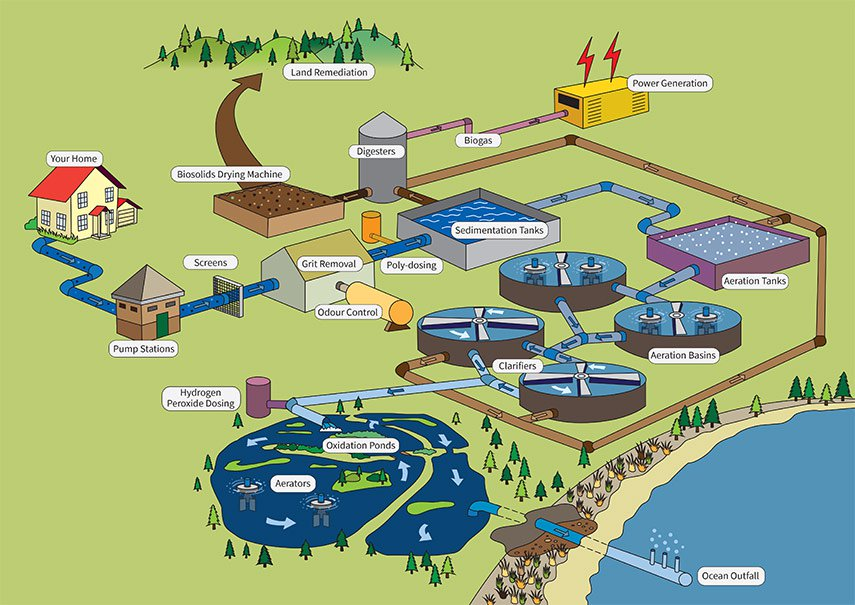 Land Remediation
Power Generation
Biogas
Digesters
Your Home
Biosolids Drying Machine
Sedimentation Tanks
Screens
Grit Removal
Poly-dosing
Aeration Tanks
Odour Control
Pump Stations
Aeration Basins
Clarifiers
Hydrogen
Peroxide Dosing
Oxidation Ponds
Aerators
Ocean Outfall